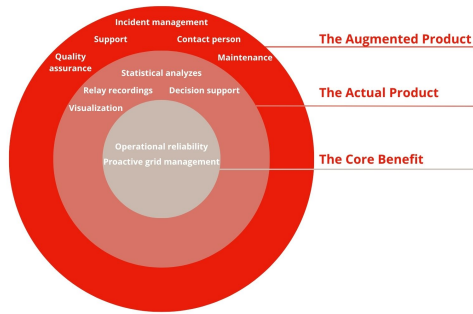 Incident management
Support
Contact person
Quality
assurance
Maintenance
Statistical analyzes
Relay recordings
Decision support
Visualization
Operational reliability
Proactive grid management
The Augmented Product
The Actual Product
The Core Benefit